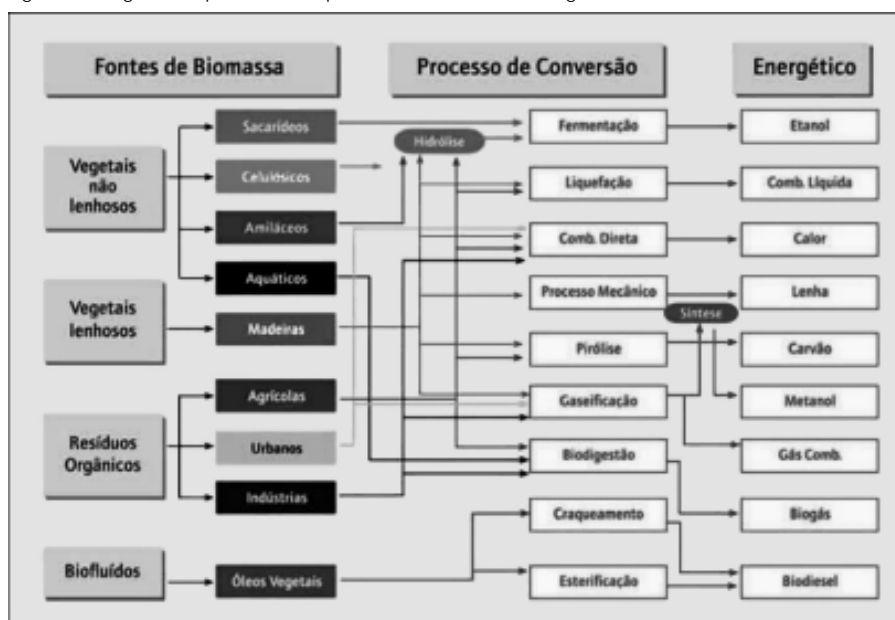 Fontes de Biomassa
Processo de Conversão
Energético
Vegetais
não
lenhosos
Sacarídeos
Celulósicos
Amiláceos
Aquáticos
Vegetais
lenhosos
Madeiras
Resíduos
Orgânicos
Agrícolas
Urbanos
Indústrias
Biofluídos
Óleos Vegetais
Hidrólise
Fermentação
Liquefação
Comb. Direta
Processo Mecânico
Pirólise
Gaseificação
Biodigestão
Craqueamento
Esterificação
Síntese
Etanol
Comb. Líquida
Calor
Lenha
Carvão
Metanol
Gás Comb.
Biogás
Biodiesel